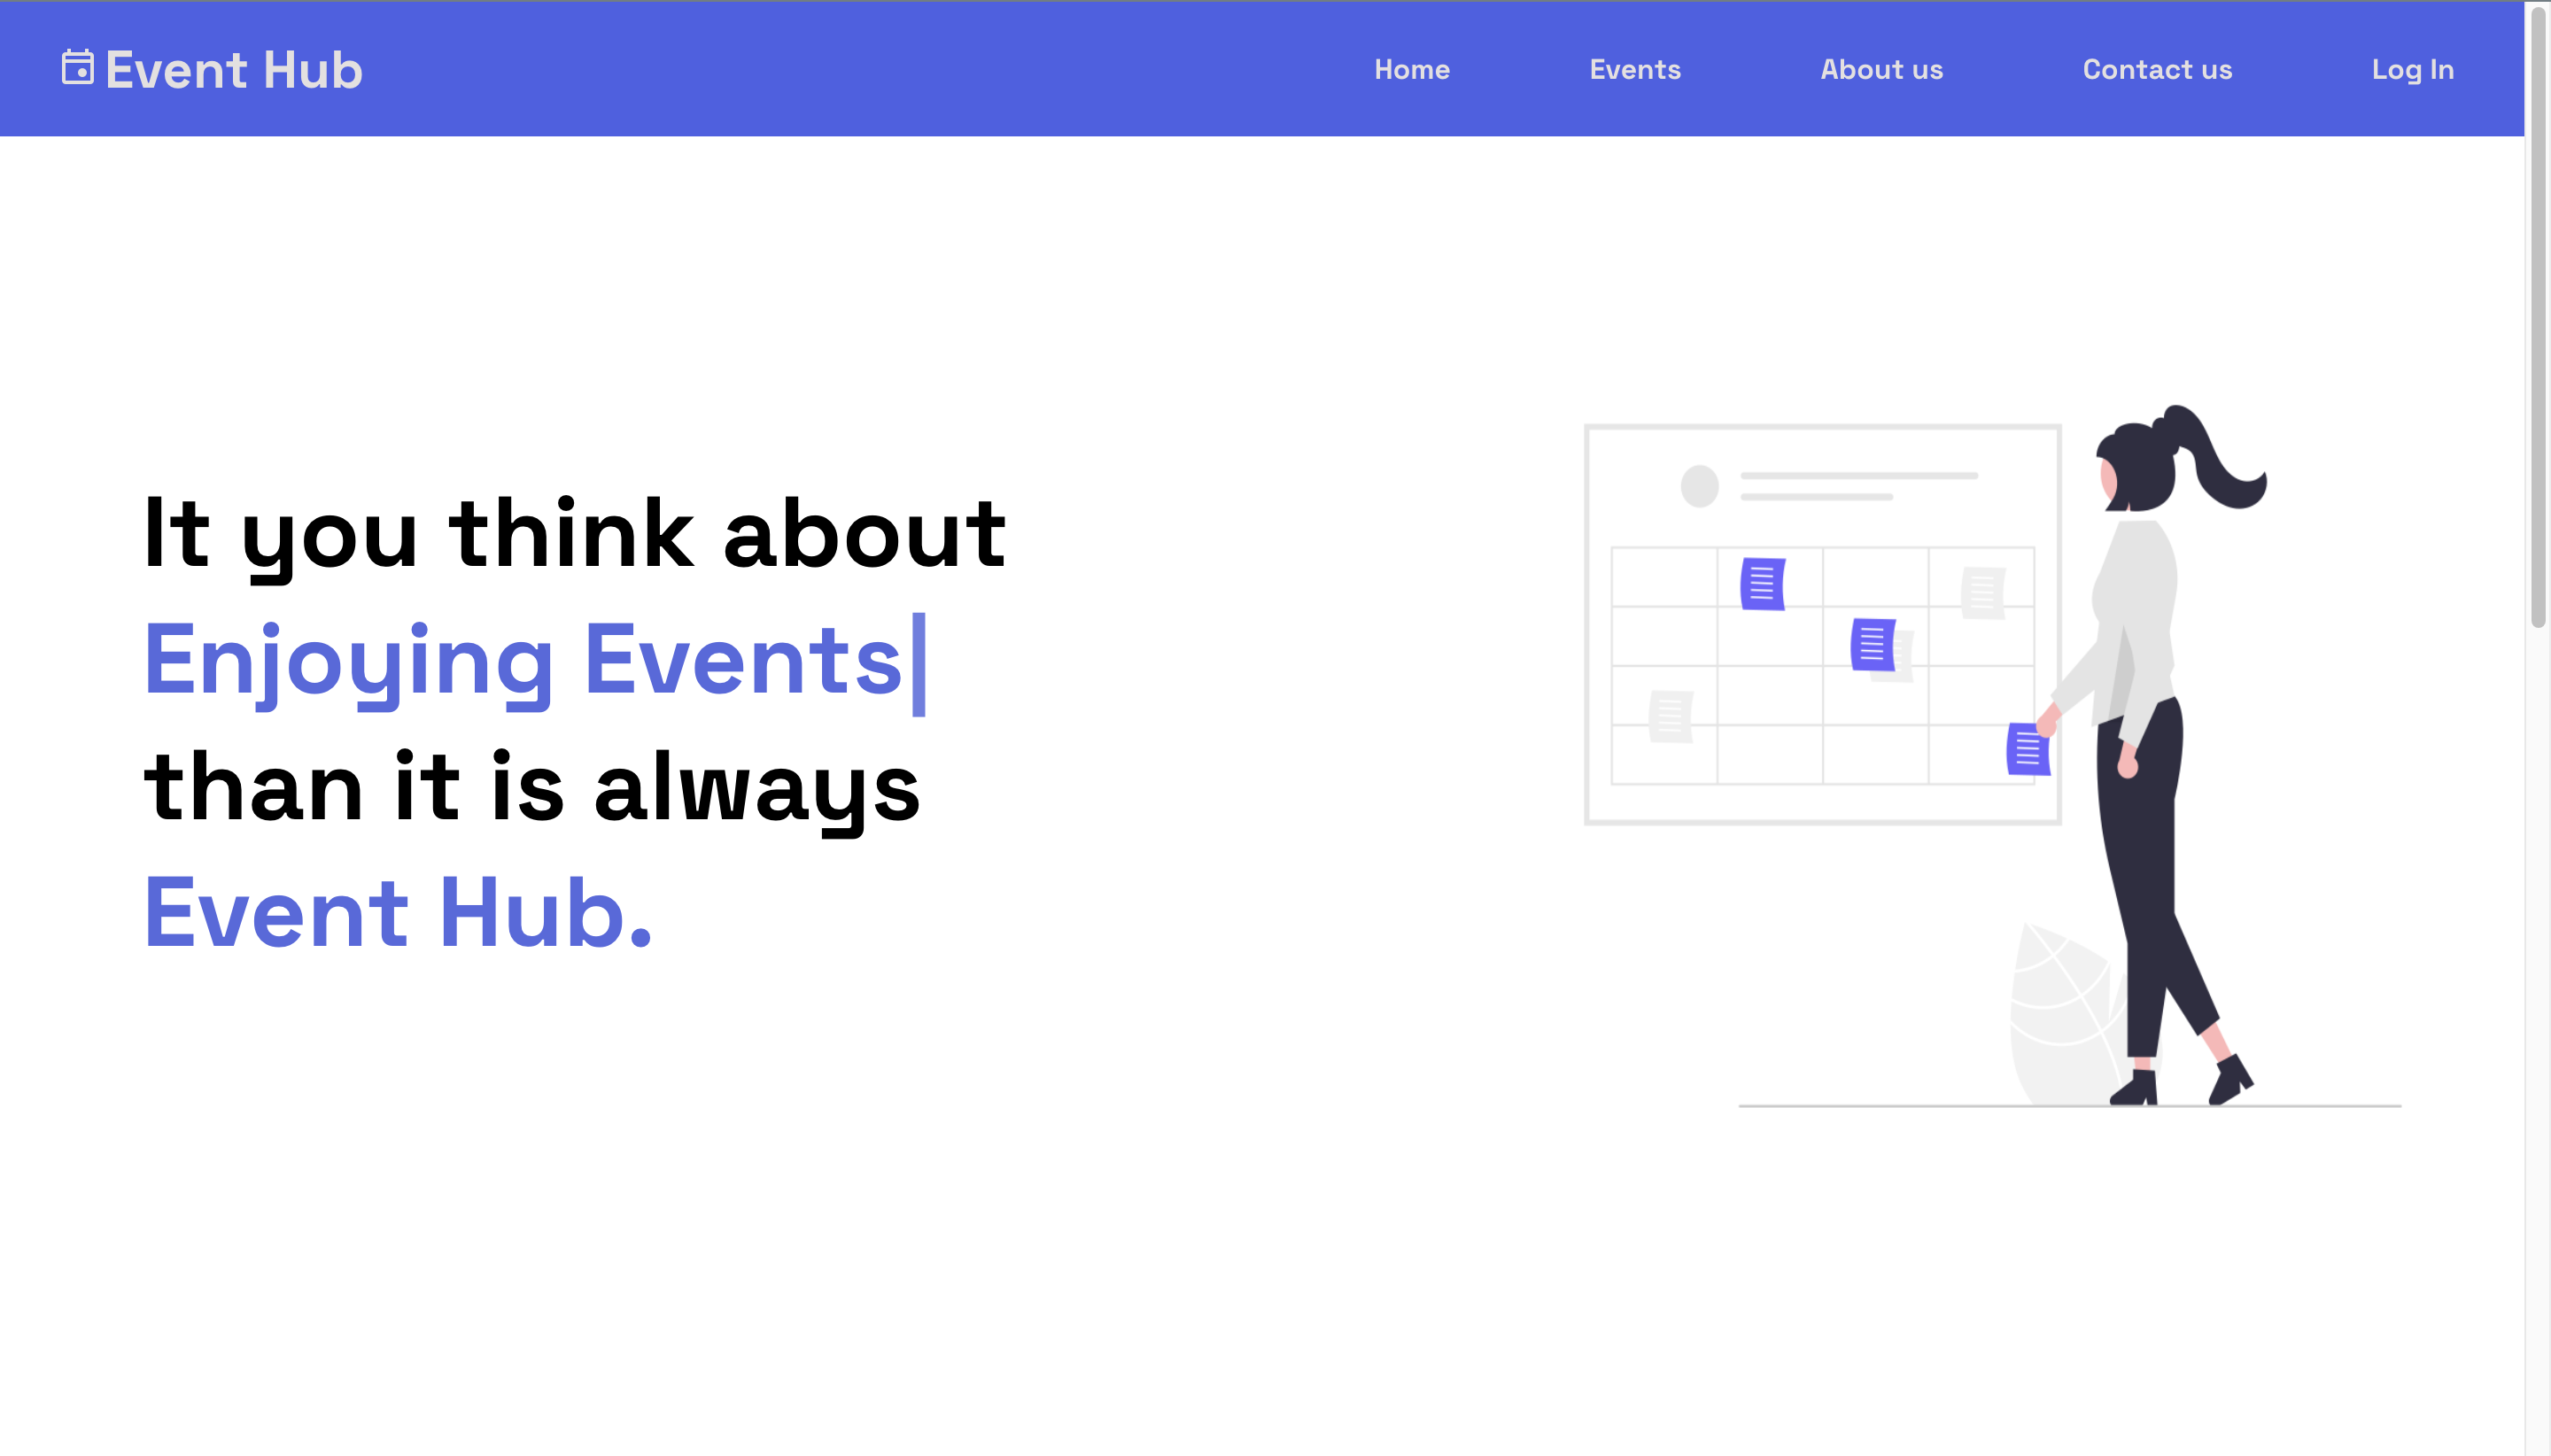 Event Hub
Home Events About us Contact us Log In
It you think about
Enjoying Events|
than it is always
Event Hub.